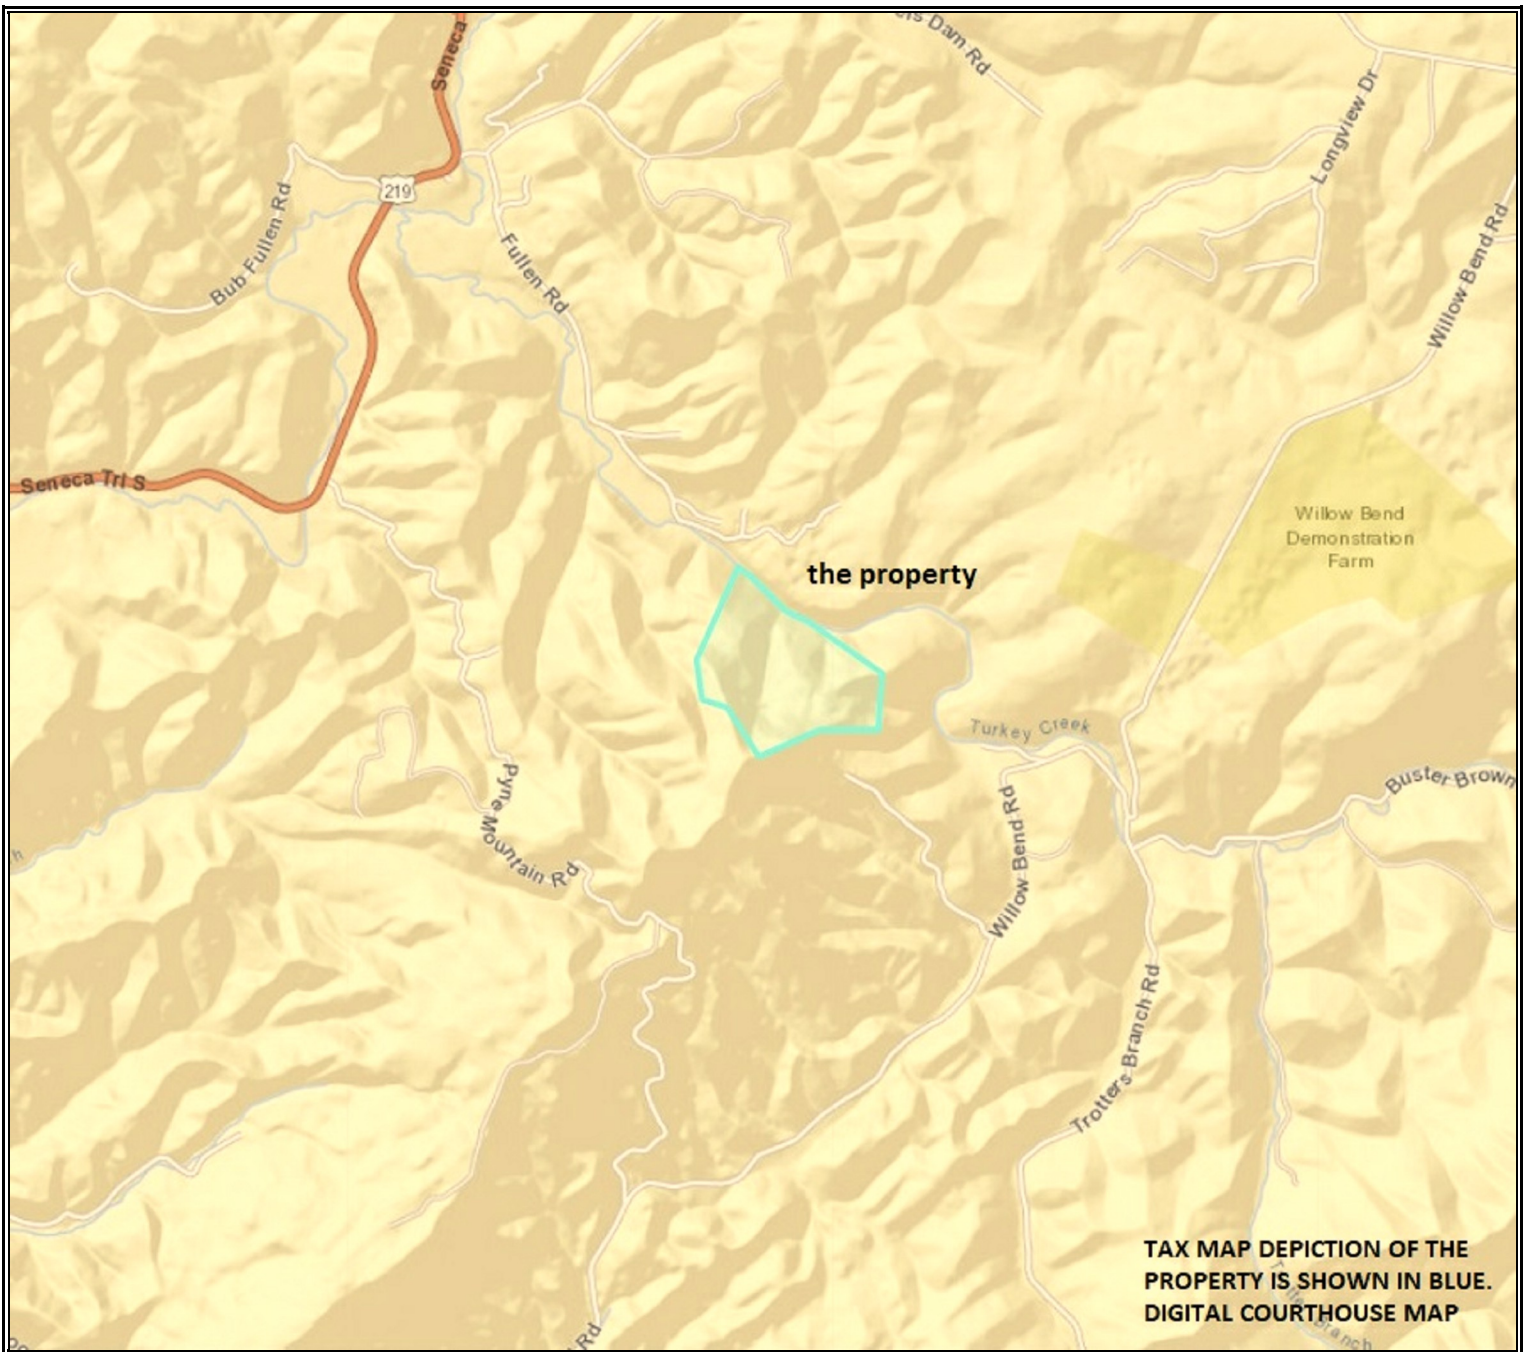 Seneca
Dam Rd
Longview Dr
219
Bub Fullen Rd
Willow Bend Rd
Fullen Rd
Seneca Trl S
Willow Bend
Demonstration
Farm
the property
Turkey Creek
Pyne Mountain Rd
Willow Bend Rd
Buster Brown
Trotters Branch Rd
TAX MAP DEPICTION OF THE
PROPERTY IS SHOWN IN BLUE.
DIGITAL COURTHOUSE MAP
Branch
Rd